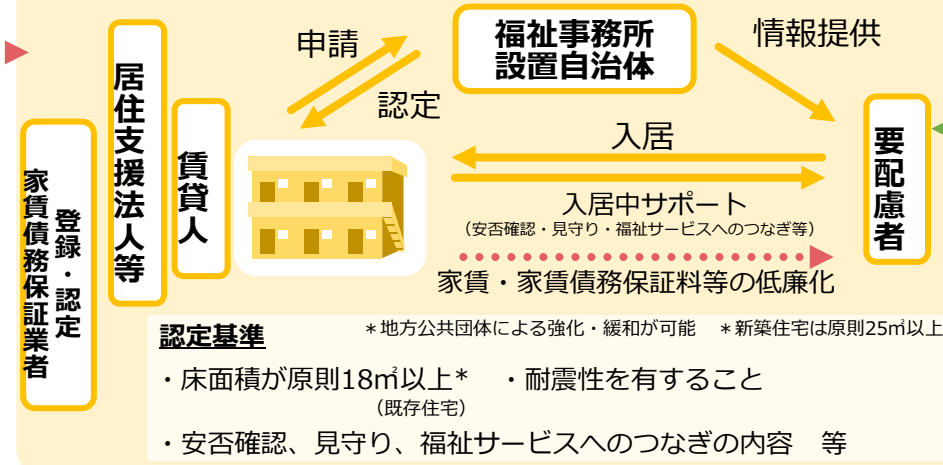 福祉事務所
設置自治体
申請
認定
情報提供
登録・認定
家賃債務保証業者
居住支援法人等
賃貸人
入居
入居中サポート
（安否確認・見守り・福祉サービスへのつなぎ等）
家賃・家賃債務保証料等の低廉化
要配慮者
認定基準　＊地方公共団体による強化・緩和が可能　＊新築住宅は原則25㎡以上
・床面積が原則18㎡以上*　・耐震性を有すること
（既存住宅）
・安否確認、見守り、福祉サービスへのつなぎの内容　等